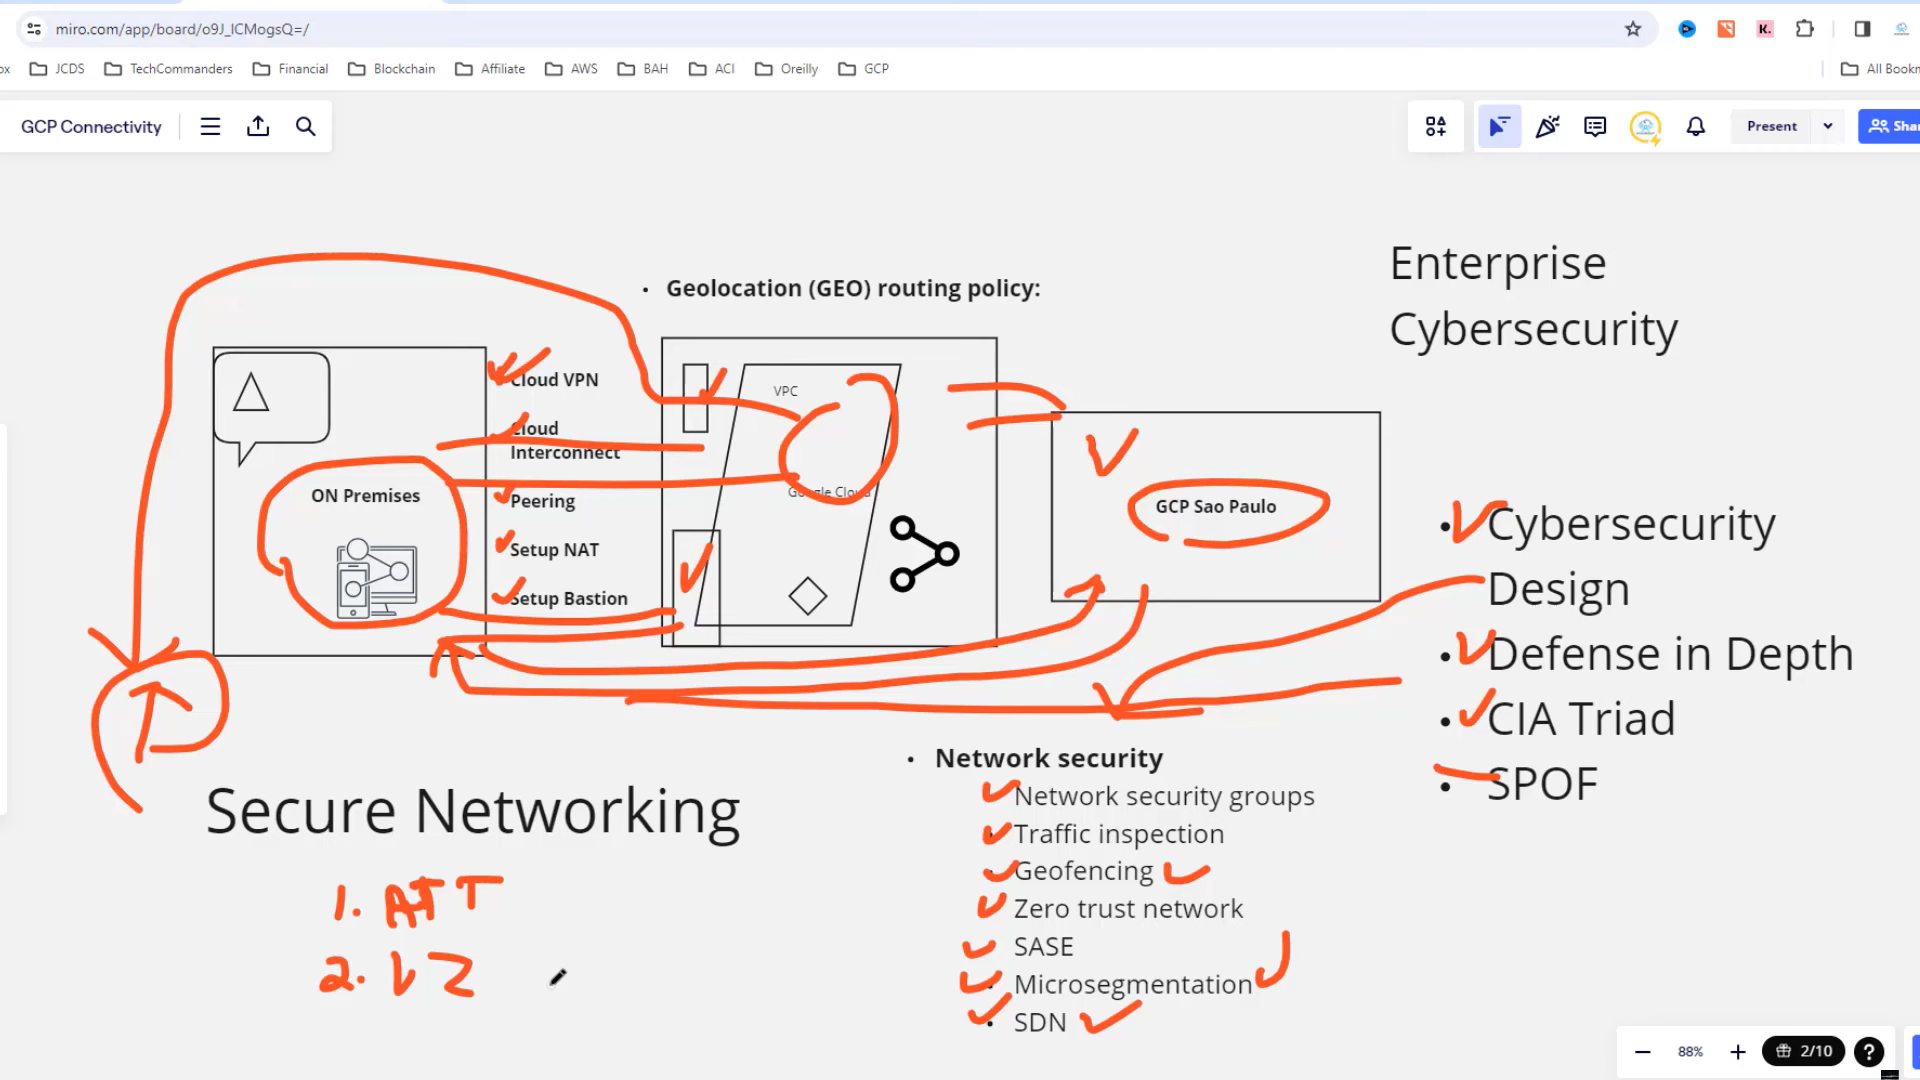 miro.com/app/board/o9J_lCMogsQ=/
JCDS
TechCommanders
Financial
Blockchain
Affiliate
AWS
BAH
ACI
Oreilly
GCP
GCP Connectivity
Present
Enterprise
Cybersecurity
• Geolocation (GEO) routing policy:
Cloud VPN
Cloud
Interconnect
Peering
Setup NAT
Setup Bastion
ON Premises
VPC
Google Cloud
GCP Sao Paulo
• Cybersecurity
Design
• Defense in Depth
• CIA Triad
• SPOF
Secure Networking
1. ATT
2. VZ
• Network security
Network security groups
Traffic inspection
Geofencing
Zero trust network
SASE
Microsegmentation
SDN
88%
2/10
?
K.